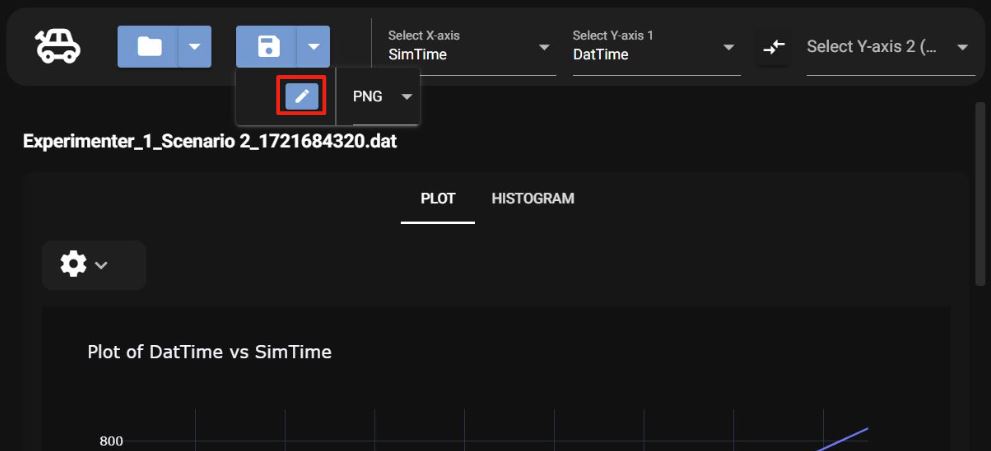 Select X-axis
SimTime
Select Y-axis 1
DatTime
Select Y-axis 2 (...
PNG
Experimenter_1_Scenario 2_1721684320.dat
PLOT
HISTOGRAM
Plot of DatTime vs SimTime
800